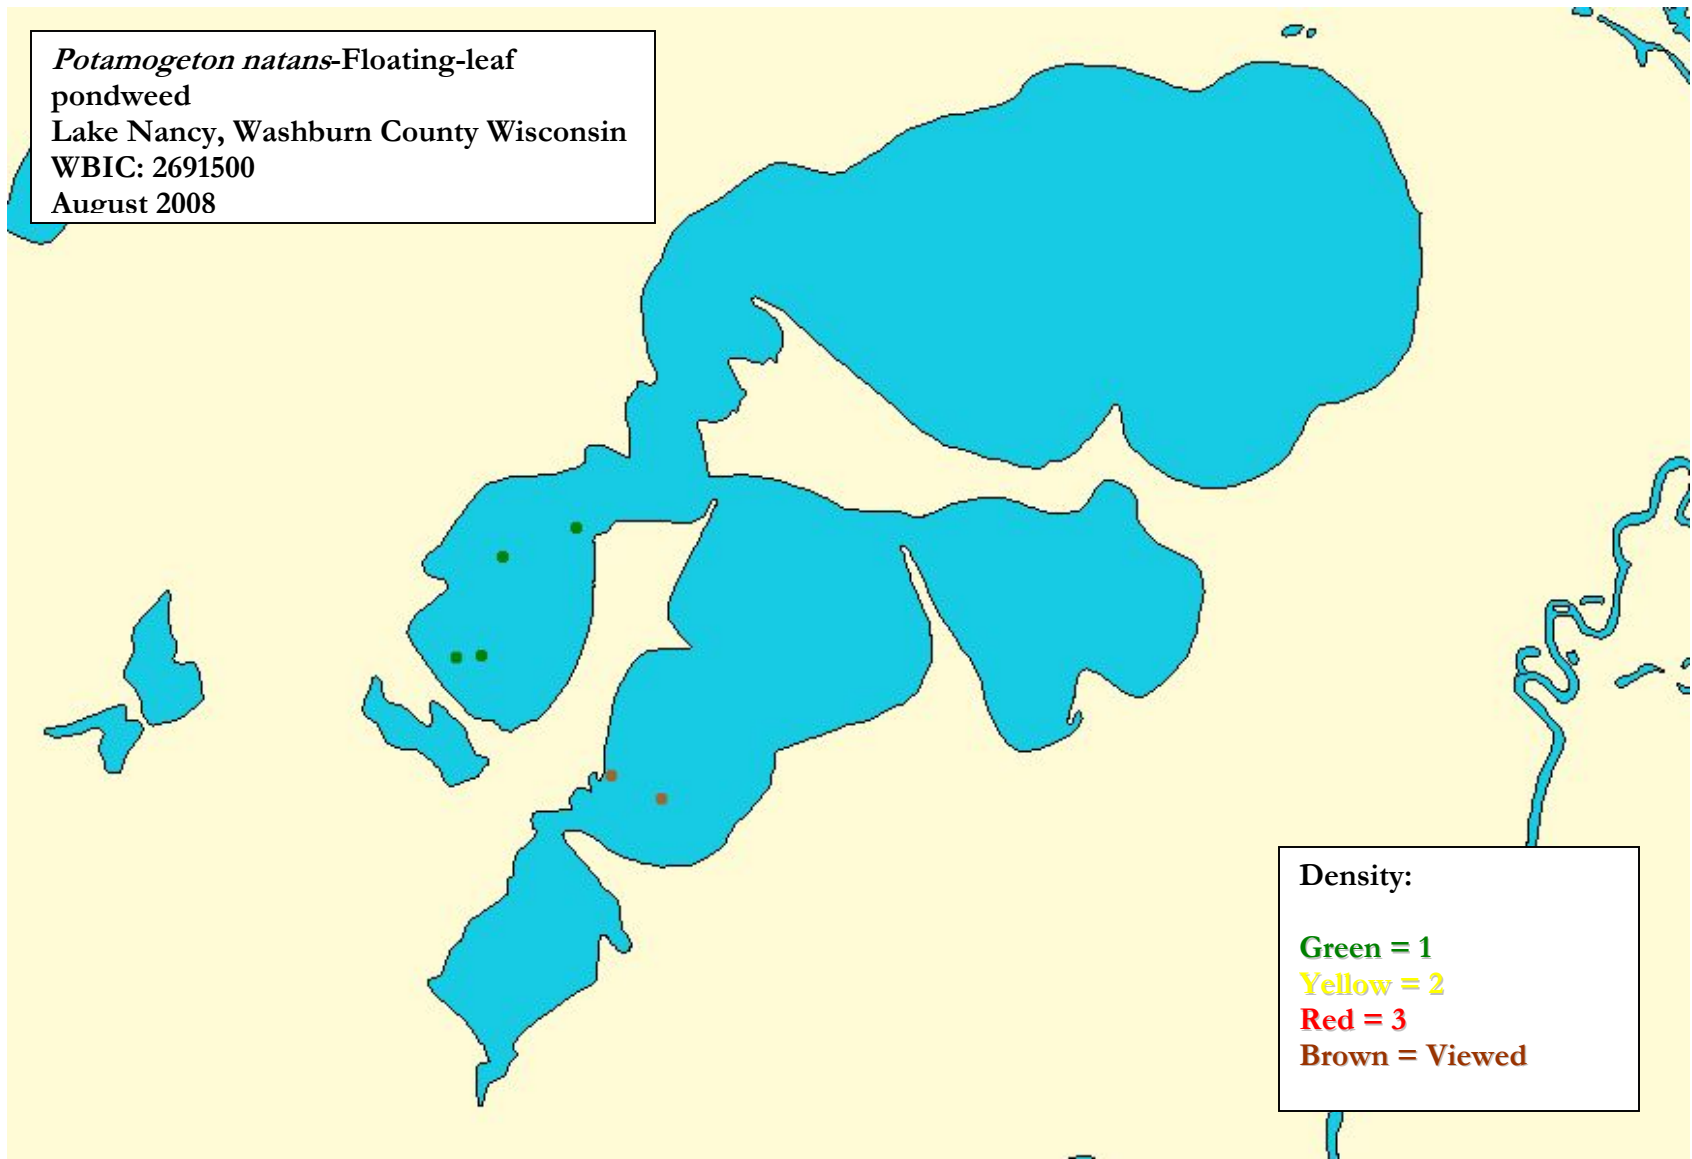 Potamogeton natans-Floating-leaf
pondweed
Lake Nancy, Washburn County Wisconsin
WBIC: 2691500
August 2008
Density:
Green = 1
Yellow = 2
Red = 3
Brown = Viewed